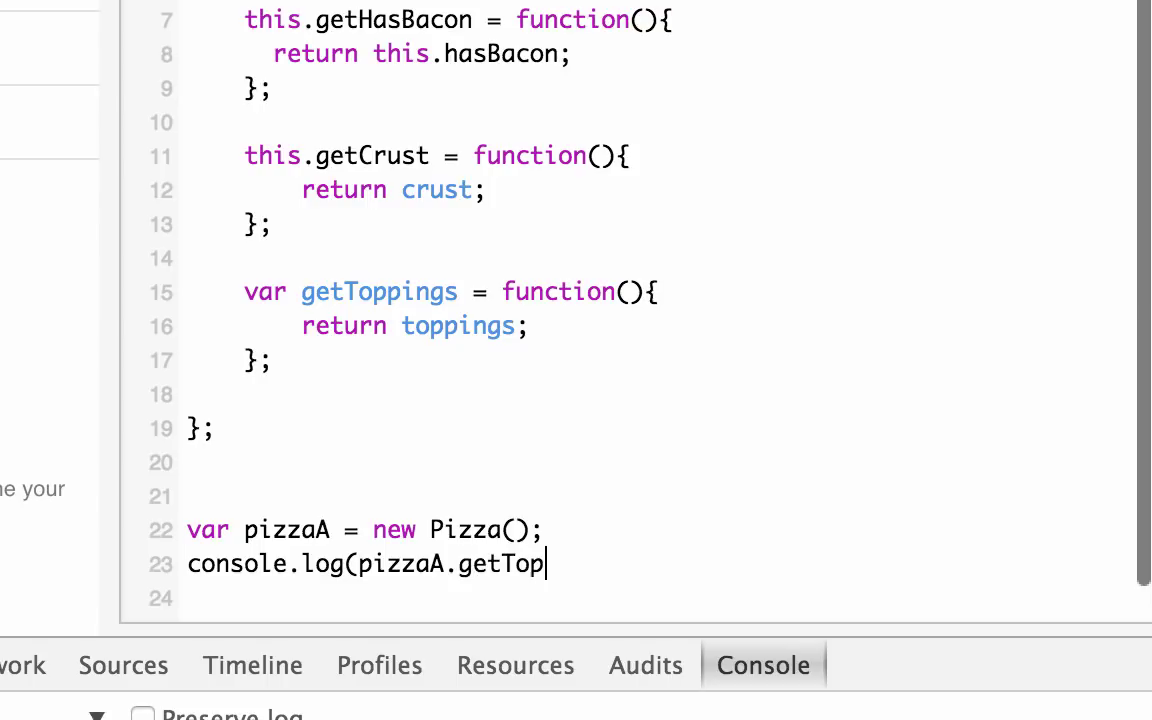 7 this.getHasBacon = function(){
8 return this.hasBacon;
9 };
10
11 this.getCrust = function(){
12 return crust;
13 };
14
15 var getToppings = function(){
16 return toppings;
17 };
18
19 };
20
21
22 var pizzaA = new Pizza();
23 console.log(pizzaA.getTop
24
your
Sources Timeline Profiles Resources Audits Console
Preserve log